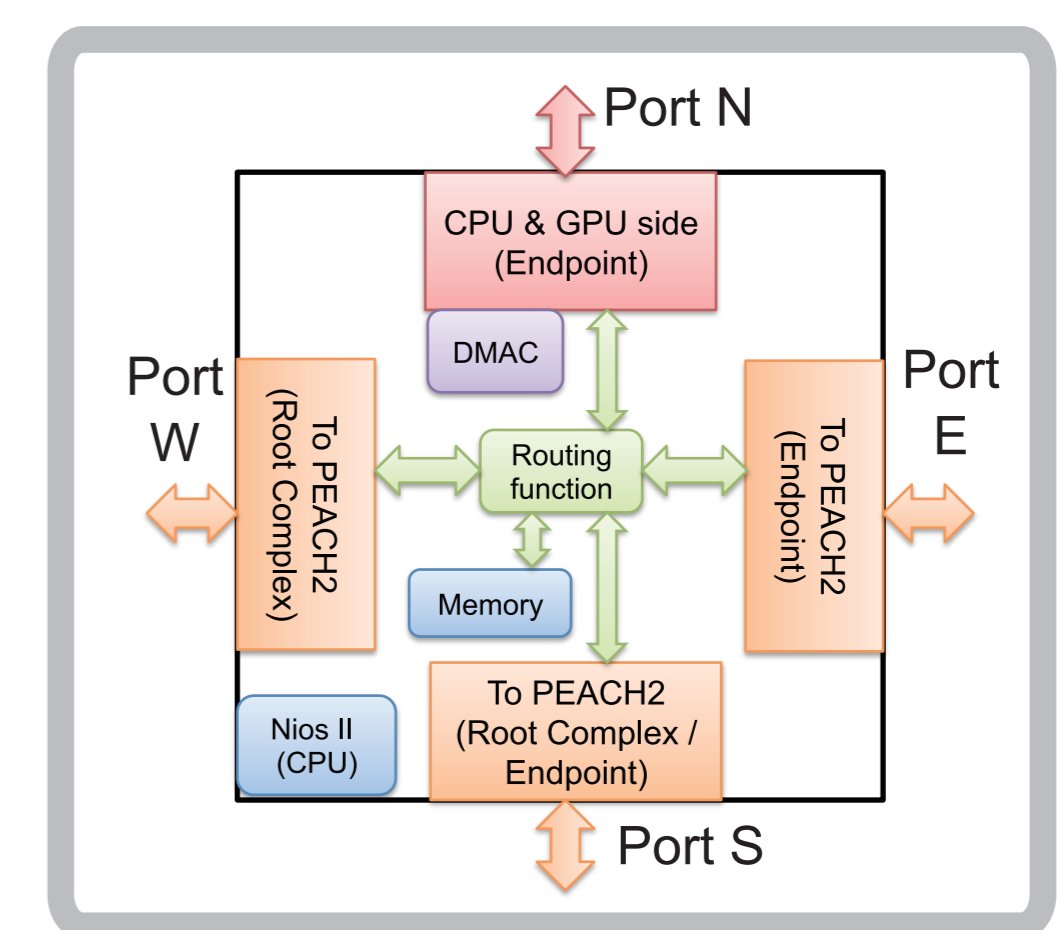 Port N
CPU & GPU side
(Endpoint)
DMAC
Port
W
To PEACH2
(Root Complex)
Routing
function
To PEACH2
(Endpoint)
Port
E
Memory
To PEACH2
(Root Complex /
Endpoint)
Nios II
(CPU)
Port S